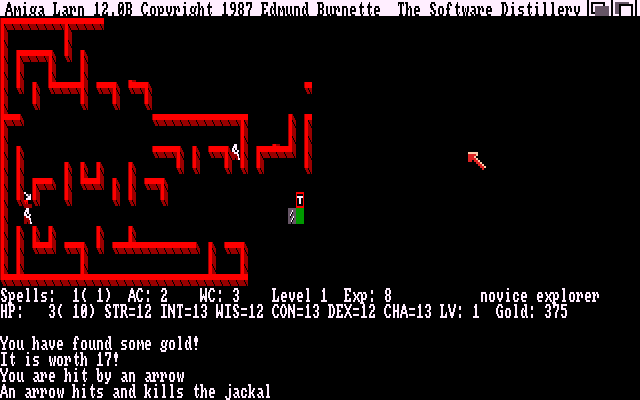 Amiga Larn 12.0B Copyright 1987 Edmund Burnette  The Software Distillery
T
Spells:  1( 1)  AC: 2    WC: 3    Level 1  Exp: 8           novice explorer
HP:   3( 10) STR=12 INT=13 WIS=12 CON=13 DEX=12 CHA=13 LV: 1  Gold: 375
You have found some gold!
It is worth 17!
You are hit by an arrow
An arrow hits and kills the jackal